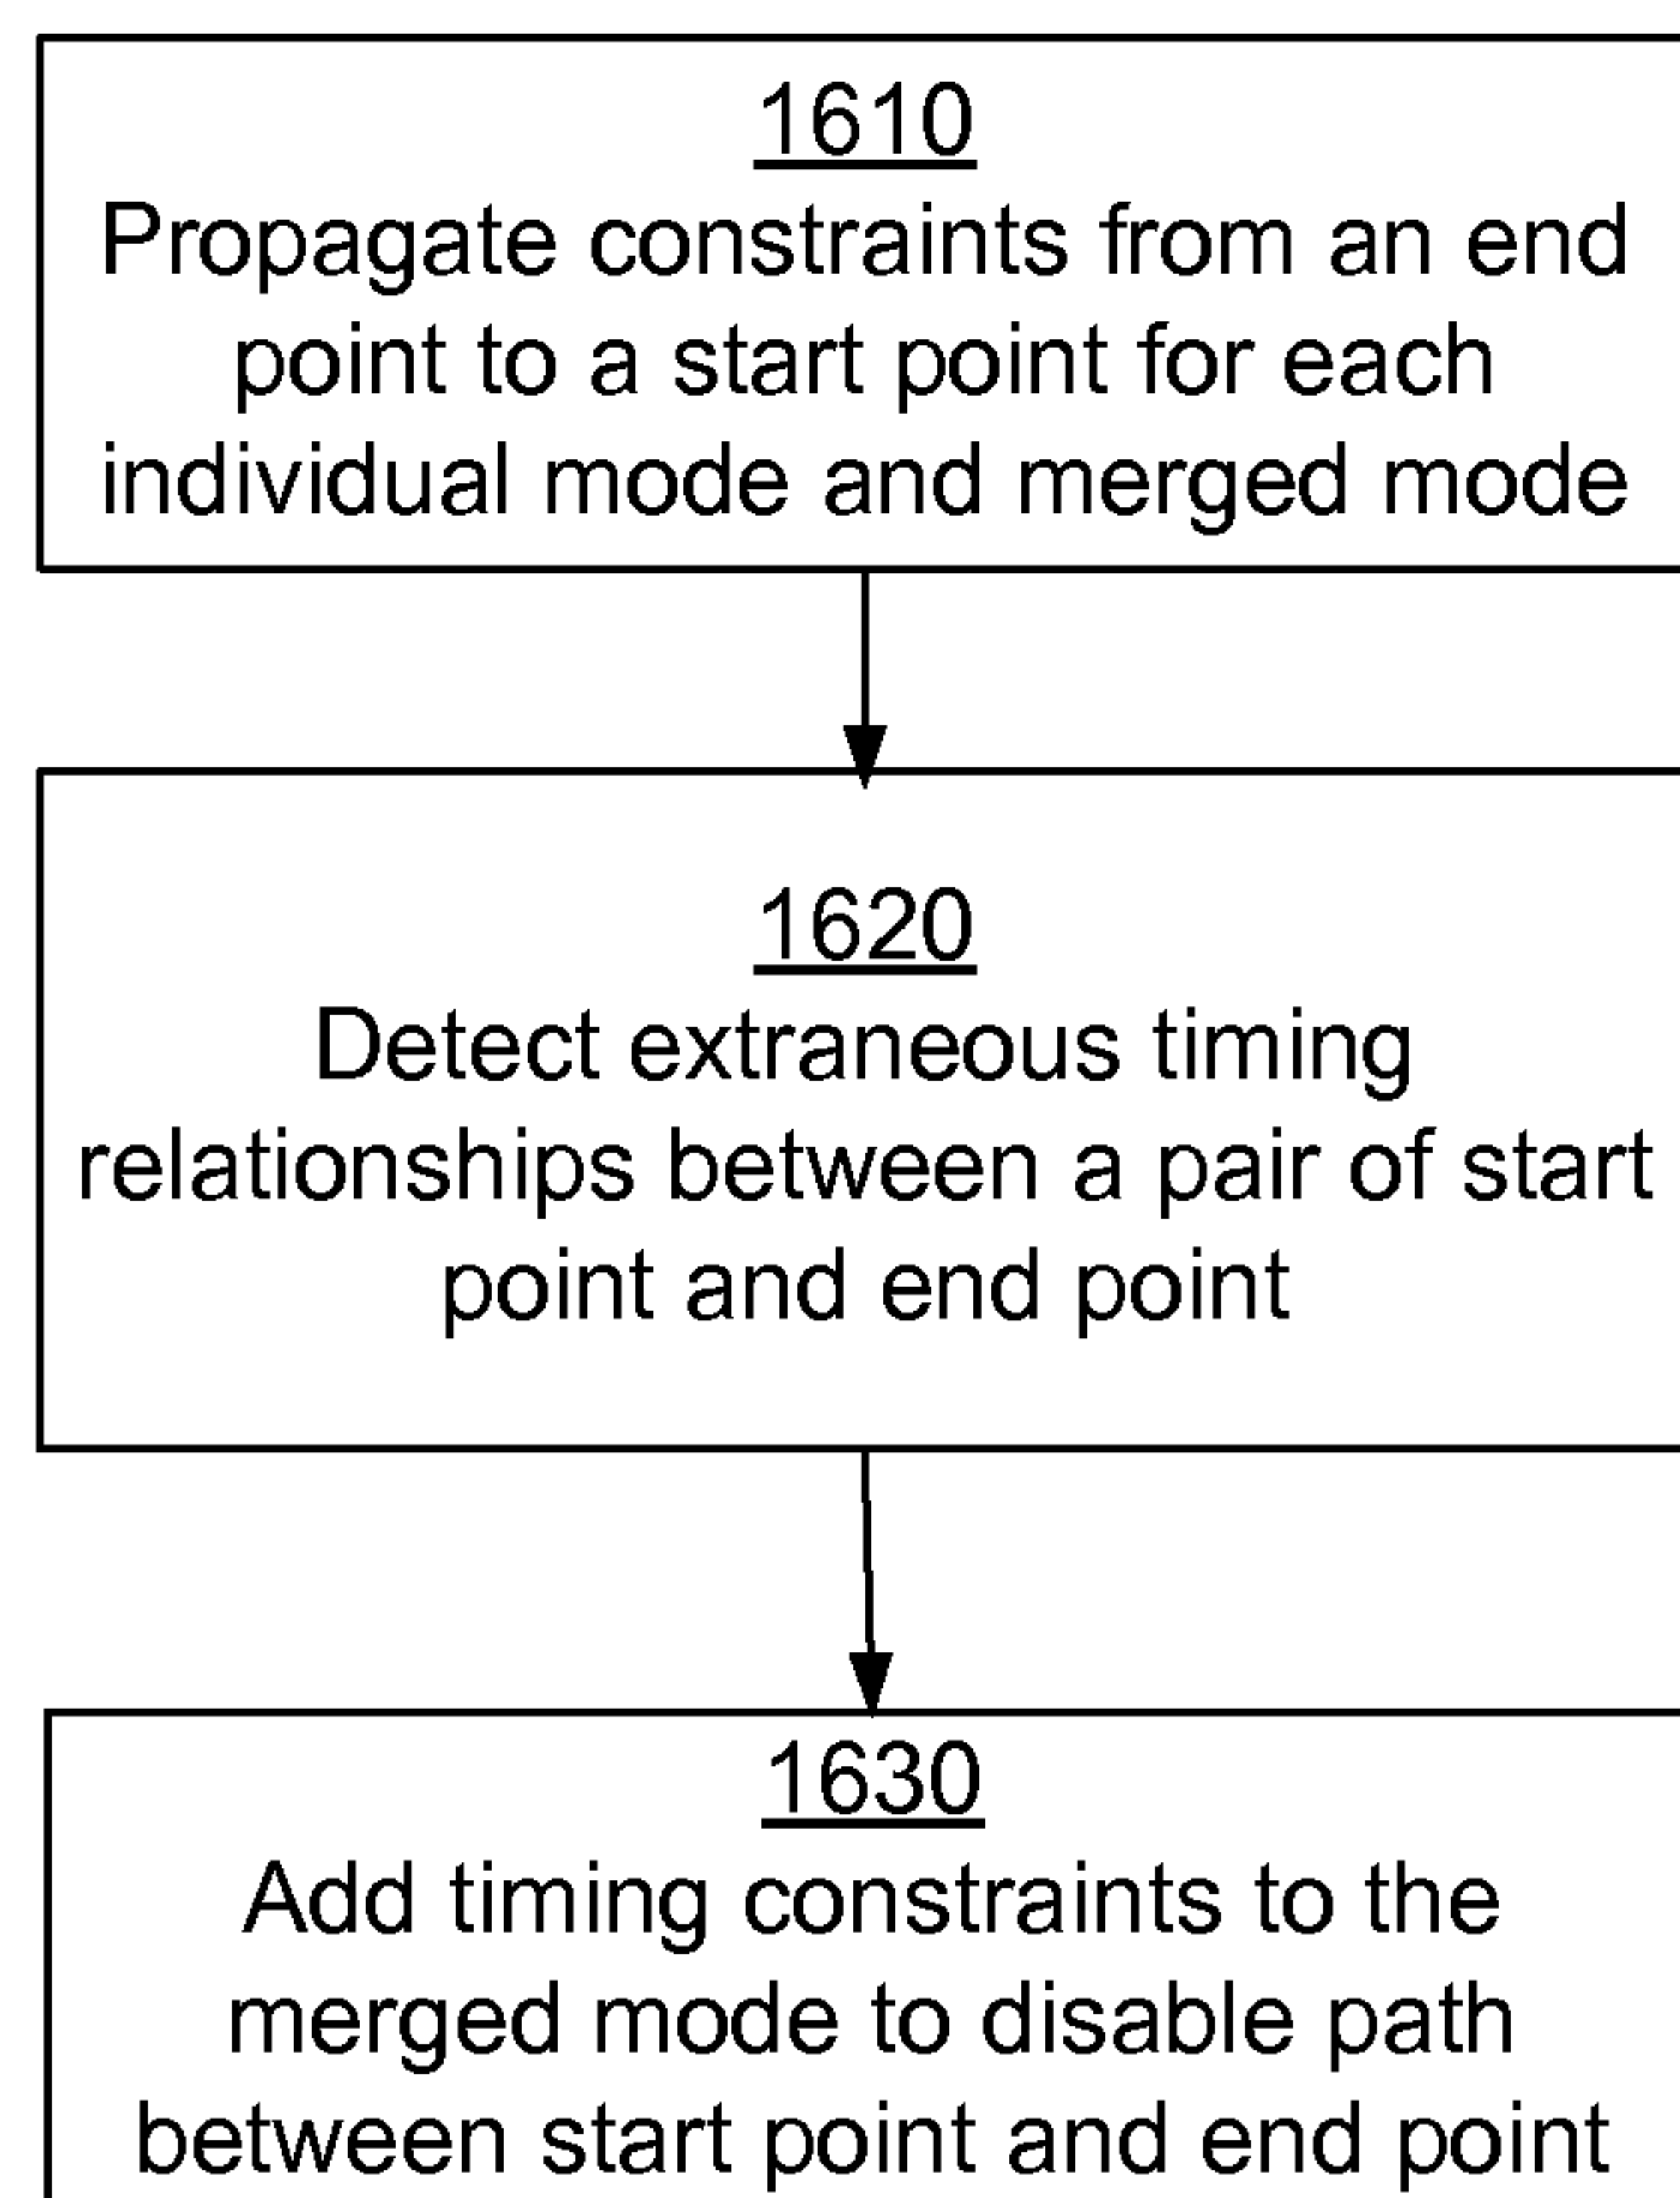 1610
Propagate constraints from an end
point to a start point for each
individual mode and merged mode
1620
Detect extraneous timing
relationships between a pair of start
point and end point
1630
Add timing constraints to the
merged mode to disable path
between start point and end point